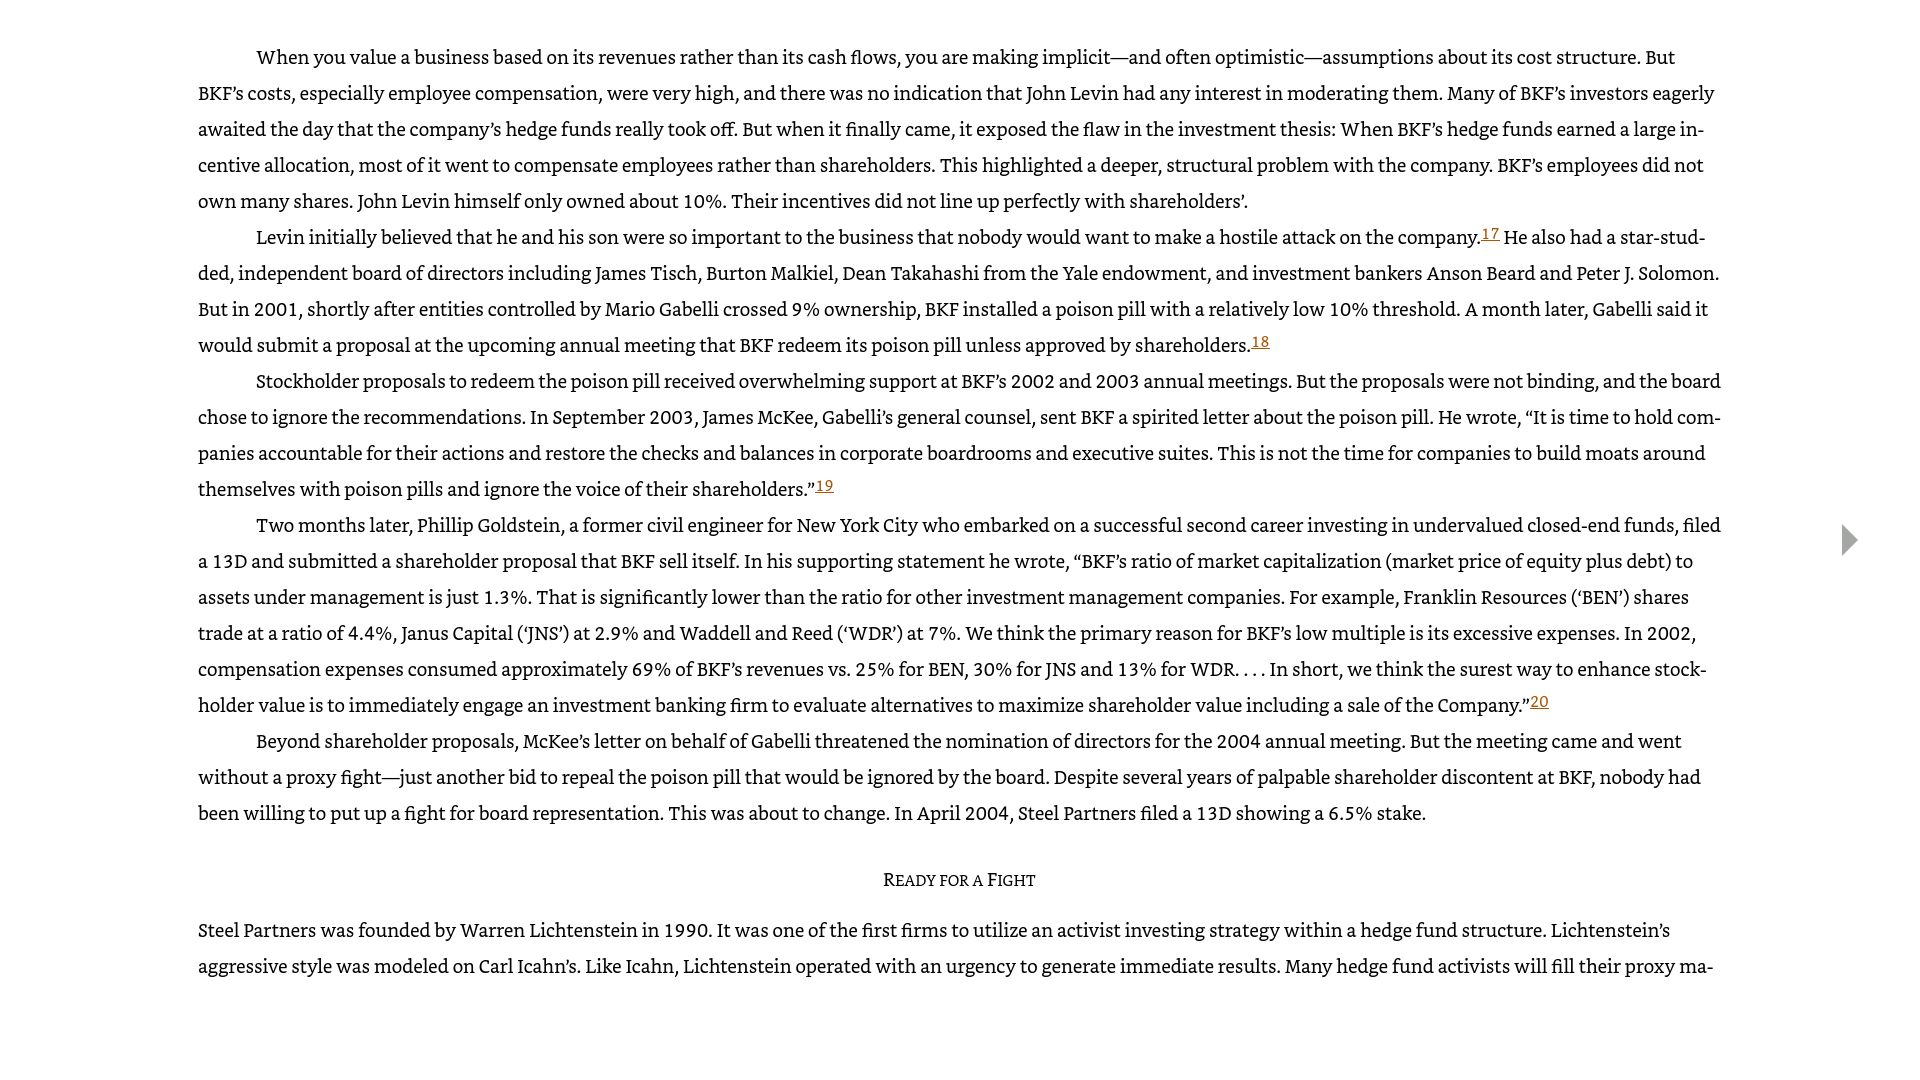 When you value a business based on its revenues rather than its cash flows, you are making implicit—and often optimistic—assumptions about its cost structure. But
BKF’s costs, especially employee compensation, were very high, and there was no indication that John Levin had any interest in moderating them. Many of BKF’s investors eagerly
awaited the day that the company’s hedge funds really took off. But when it finally came, it exposed the flaw in the investment thesis: When BKF’s hedge funds earned a large in-
centive allocation, most of it went to compensate employees rather than shareholders. This highlighted a deeper, structural problem with the company. BKF’s employees did not
own many shares. John Levin himself only owned about 10%. Their incentives did not line up perfectly with shareholders’.
Levin initially believed that he and his son were so important to the business that nobody would want to make a hostile attack on the company.17 He also had a star-stud-
ded, independent board of directors including James Tisch, Burton Malkiel, Dean Takahashi from the Yale endowment, and investment bankers Anson Beard and Peter J. Solomon.
But in 2001, shortly after entities controlled by Mario Gabelli crossed 9% ownership, BKF installed a poison pill with a relatively low 10% threshold. A month later, Gabelli said it
would submit a proposal at the upcoming annual meeting that BKF redeem its poison pill unless approved by shareholders.18
Stockholder proposals to redeem the poison pill received overwhelming support at BKF’s 2002 and 2003 annual meetings. But the proposals were not binding, and the board
chose to ignore the recommendations. In September 2003, James McKee, Gabelli’s general counsel, sent BKF a spirited letter about the poison pill. He wrote, “It is time to hold com-
panies accountable for their actions and restore the checks and balances in corporate boardrooms and executive suites. This is not the time for companies to build moats around
themselves with poison pills and ignore the voice of their shareholders.”19
Two months later, Phillip Goldstein, a former civil engineer for New York City who embarked on a successful second career investing in undervalued closed-end funds, filed
a 13D and submitted a shareholder proposal that BKF sell itself. In his supporting statement he wrote, “BKF’s ratio of market capitalization (market price of equity plus debt) to
assets under management is just 1.3%. That is significantly lower than the ratio for other investment management companies. For example, Franklin Resources (‘BEN’) shares
trade at a ratio of 4.4%, Janus Capital (‘JNS’) at 2.9% and Waddell and Reed (‘WDR’) at 7%. We think the primary reason for BKF’s low multiple is its excessive expenses. In 2002,
compensation expenses consumed approximately 69% of BKF’s revenues vs. 25% for BEN, 30% for JNS and 13% for WDR. . . . In short, we think the surest way to enhance stock-
holder value is to immediately engage an investment banking firm to evaluate alternatives to maximize shareholder value including a sale of the Company.”20
Beyond shareholder proposals, McKee’s letter on behalf of Gabelli threatened the nomination of directors for the 2004 annual meeting. But the meeting came and went
without a proxy fight—just another bid to repeal the poison pill that would be ignored by the board. Despite several years of palpable shareholder discontent at BKF, nobody had
been willing to put up a fight for board representation. This was about to change. In April 2004, Steel Partners filed a 13D showing a 6.5% stake.
READY FOR A FIGHT
Steel Partners was founded by Warren Lichtenstein in 1990. It was one of the first firms to utilize an activist investing strategy within a hedge fund structure. Lichtenstein’s
aggressive style was modeled on Carl Icahn’s. Like Icahn, Lichtenstein operated with an urgency to generate immediate results. Many hedge fund activists will fill their proxy ma-